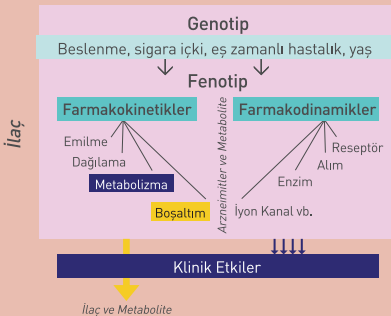 Genotip
Beslenme, sigara içki, eş zamanlı hastalık, yaş
Fenotip
İlaç
Farmakokinetikler
Farmakodinamikler
Emilme
Dağılama
Metabolizma
Boşaltım
Arzneimitler ve Metabolite
Reseptör
Alım
Enzim
İyon Kanal vb.
Klinik Etkiler
İlaç ve Metabolite